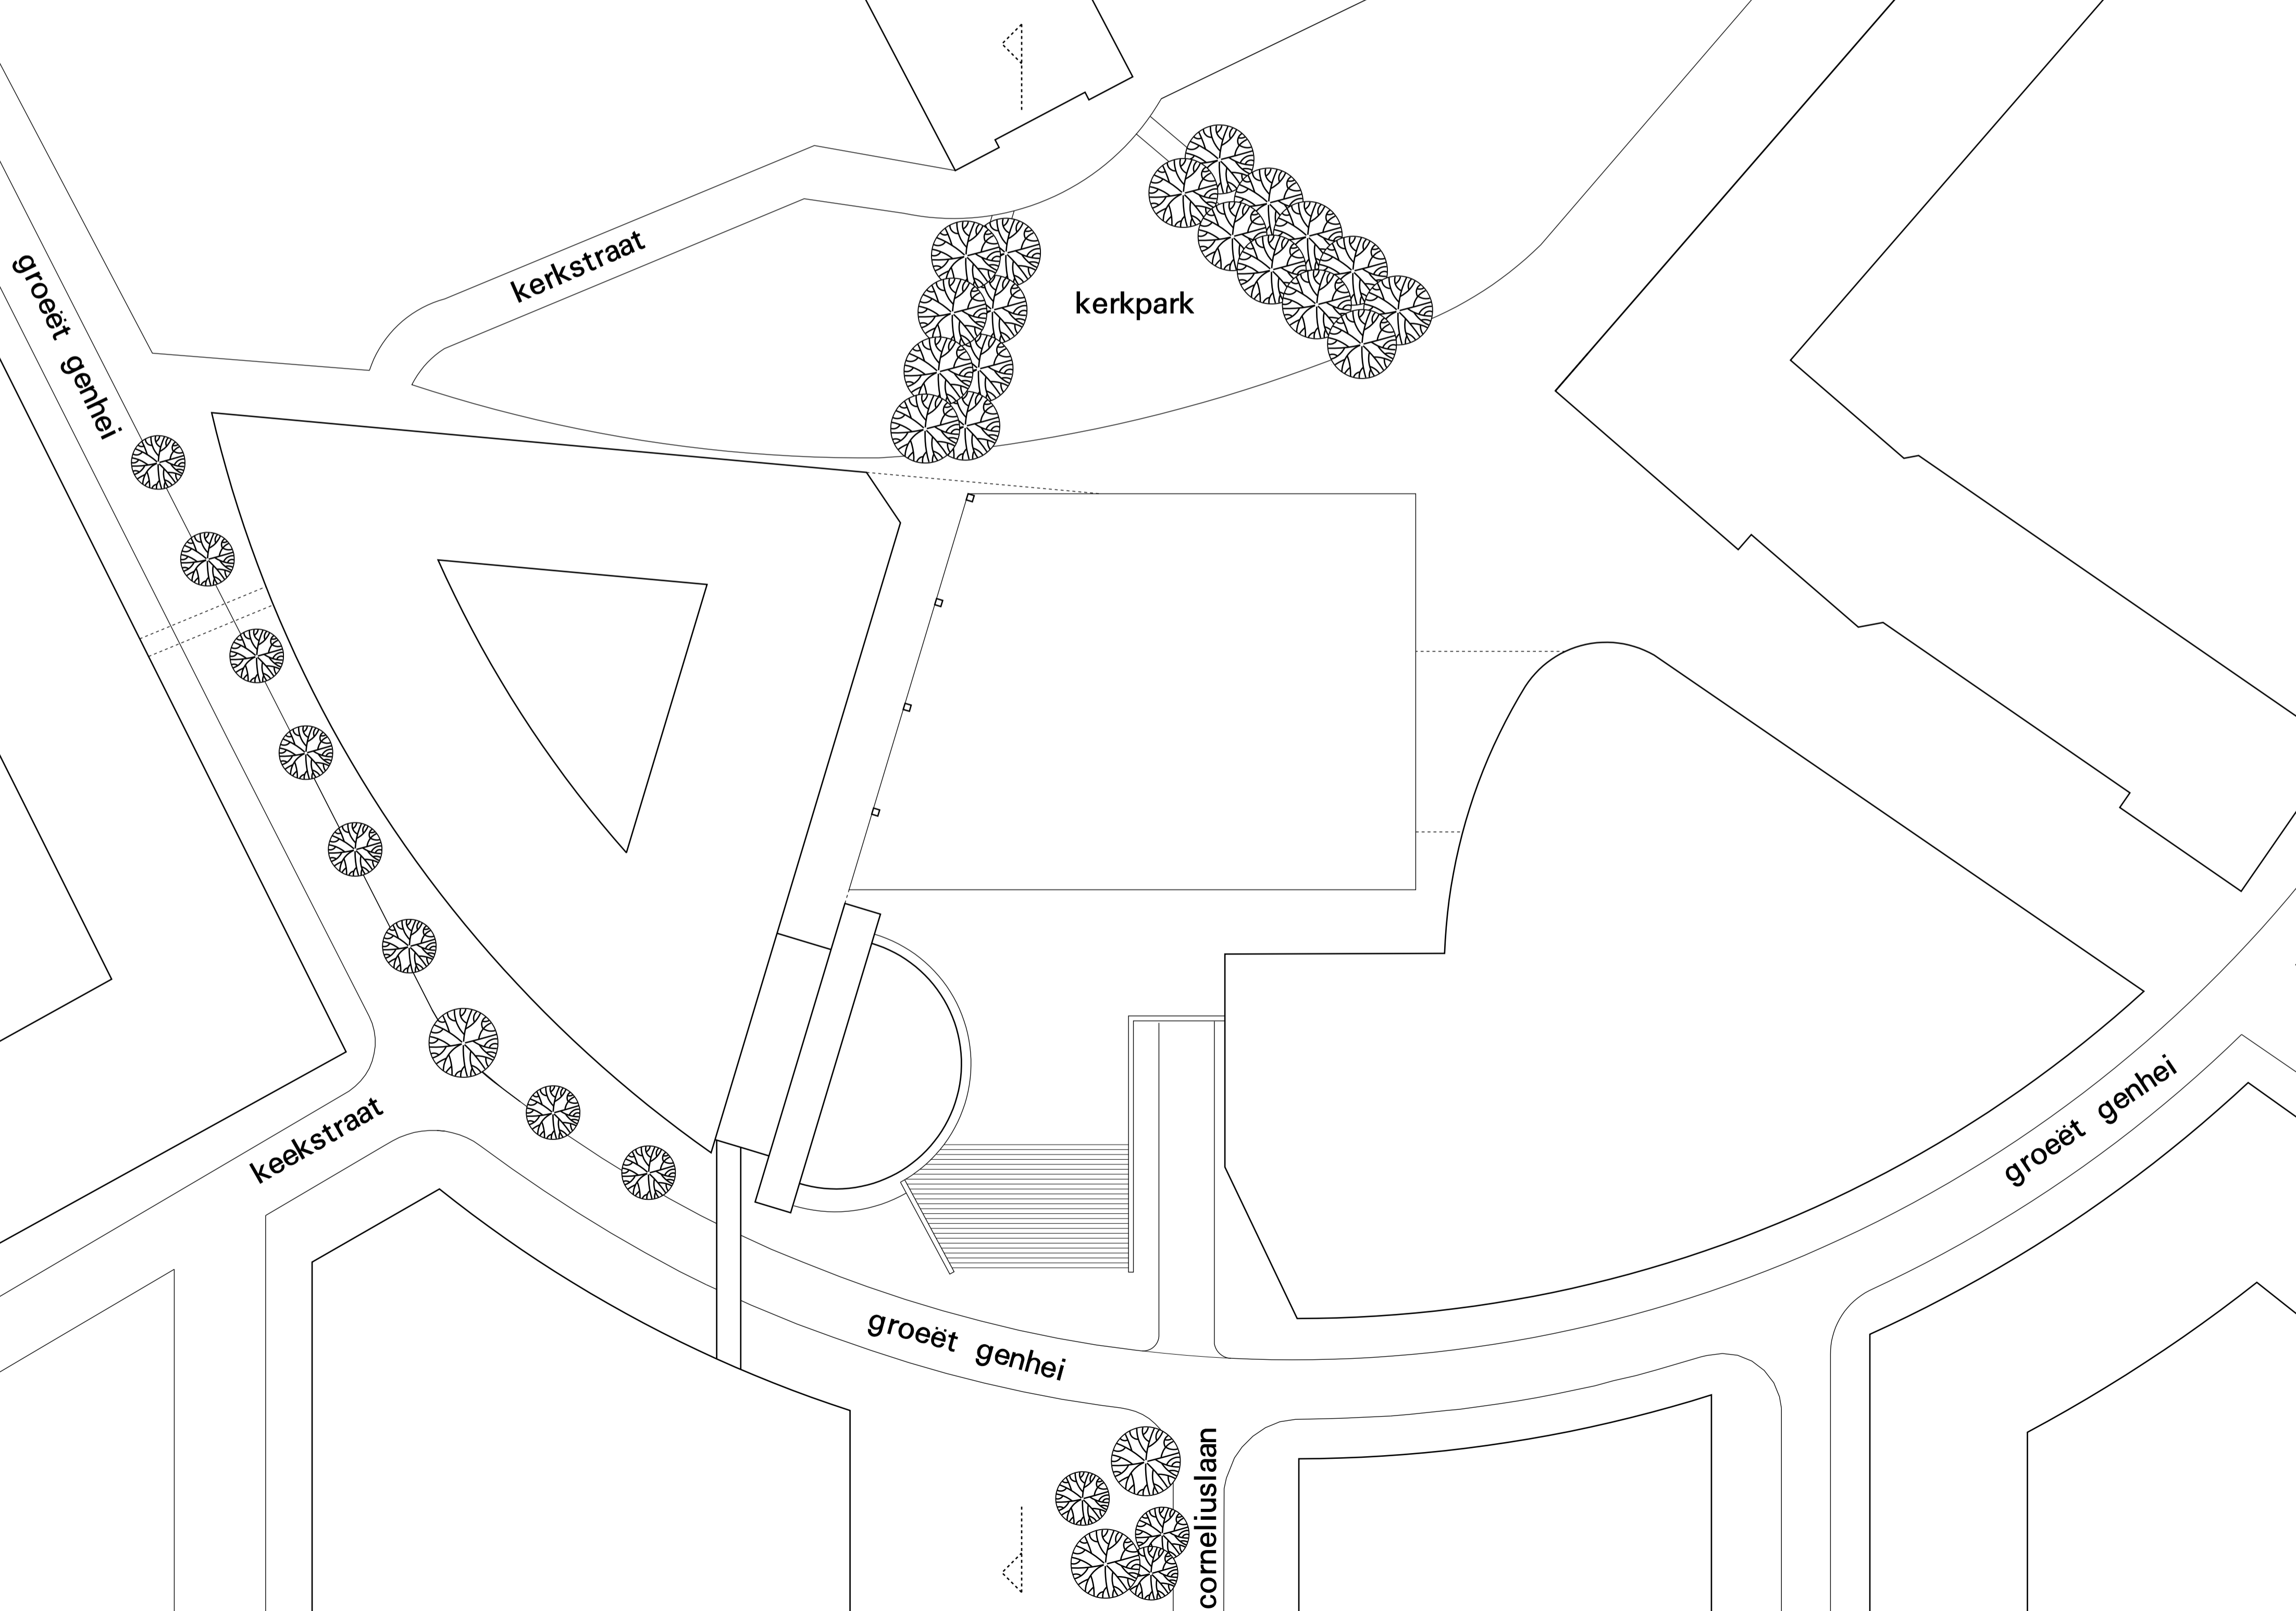 kerkstraat
groeët genhei
kerkpark
keekstraat
groeët genhei
groeët genhei
corneliuslaan